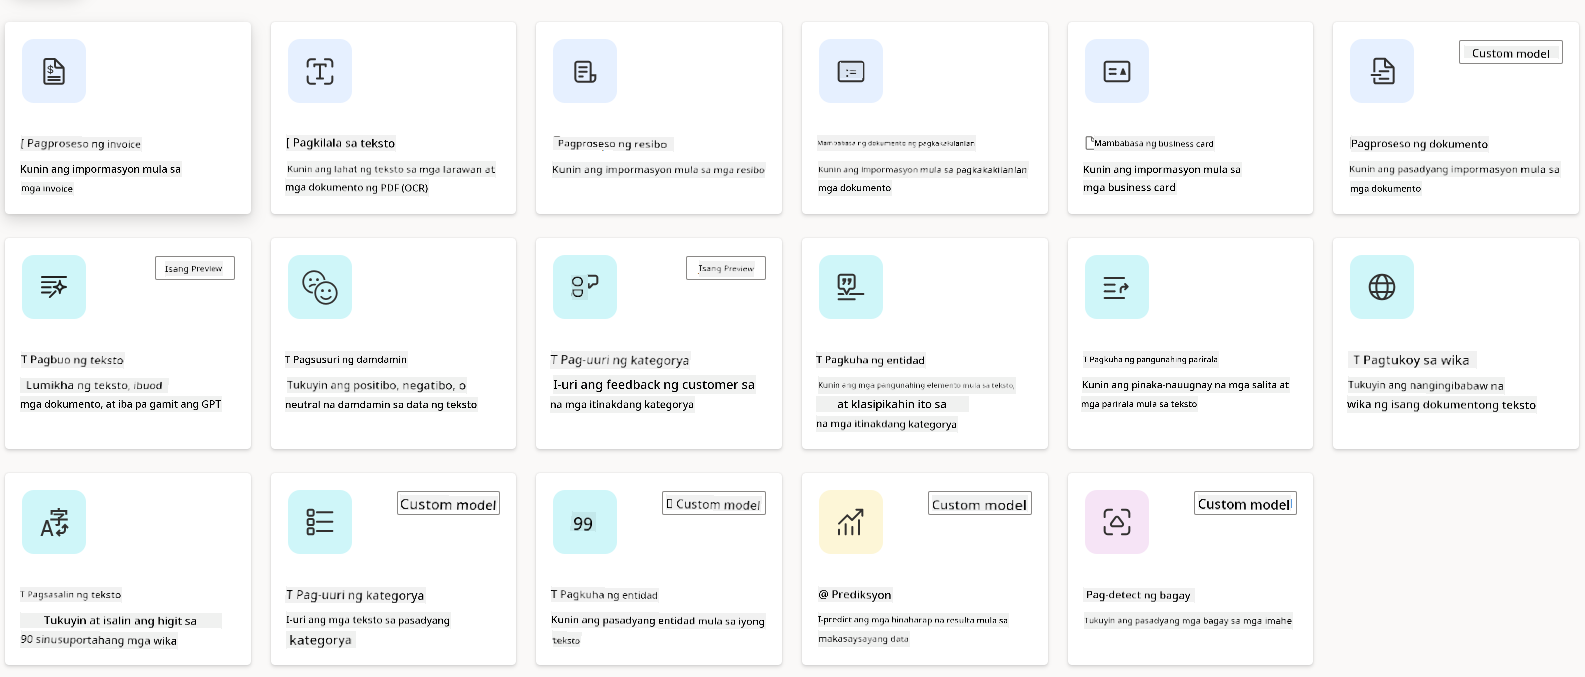 [ Pagproseso ng invoice
Kunin ang impormasyon mula sa
mga invoice
[ Pagkilala sa teksto
Kunin ang lahat ng teksto sa mga larawan at
mga dokumento ng PDF (OCR)
Pagproseso ng resibo
Kunin ang impormasyon mula sa mga resibo
Mambabasa ng dokumento ng pagkakakilanlan
Kunin ang impormasyon mula sa pagkakakilanlan
mga dokumento
Mambabasa ng business card
Kunin ang impormasyon mula sa
mga business card
Custom model
Pagproseso ng dokumento
Kunin ang pasadyang impormasyon mula sa
mga dokumento
Isang Preview
T Pagbuo ng teksto
Lumikha ng teksto, ibuod
mga dokumento, at iba pa gamit ang GPT
T Pagsusuri ng damdamin
Tukuyin ang positibo, negatibo, o
neutral na damdamin sa data ng teksto
Isang Preview
T Pag-uuri ng kategorya
I-uri ang feedback ng customer sa
na mga itinakdang kategorya
T Pagkuha ng entidad
Kunin ang mga pangunahing elemento mula sa teksto,
at klasipikahin ito sa
na mga itinakdang kategorya
T Pagkuha ng pangunahing parirala
Kunin ang pinaka-nauugnay na mga salita at
mga parirala mula sa teksto
T Pagtukoy sa wika
Tukuyin ang nangingibabaw na
wika ng isang dokumentong teksto
T Pagsasalin ng teksto
Tukuyin at isalin ang higit sa
90 sinusuportahang mga wika
Custom model
T Pag-uuri ng kategorya
I-uri ang mga teksto sa pasadyang
kategorya
Custom model
99
T Pagkuha ng entidad
Kunin ang pasadyang entidad mula sa iyong
teksto
Custom model
@ Prediksyon
I-predict ang mga hinaharap na resulta mula sa
makasaysayang data
Custom model
Pag-detect ng bagay
Tukuyin ang pasadyang mga bagay sa mga imahe